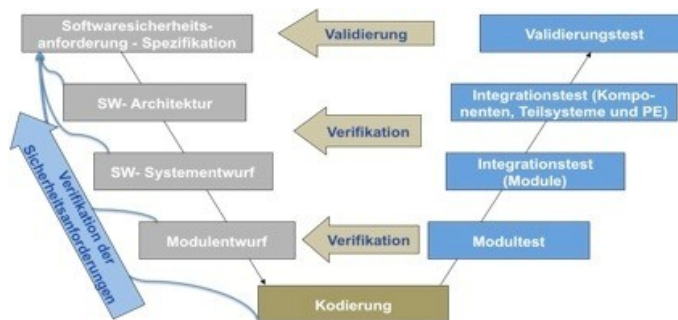 Softwaresicherheits-
anforderung - Spezifikation
Validierung
Validierungstest
SW- Architektur
Verifikation
Integrationstest (Kompo-
nenten, Teilsysteme und PE)
SW- Systementwurf
Integrationstest
(Module)
Verifikation der
Sicherheitsanforderungen
Modulentwurf
Verifikation
Modultest
Kodierung